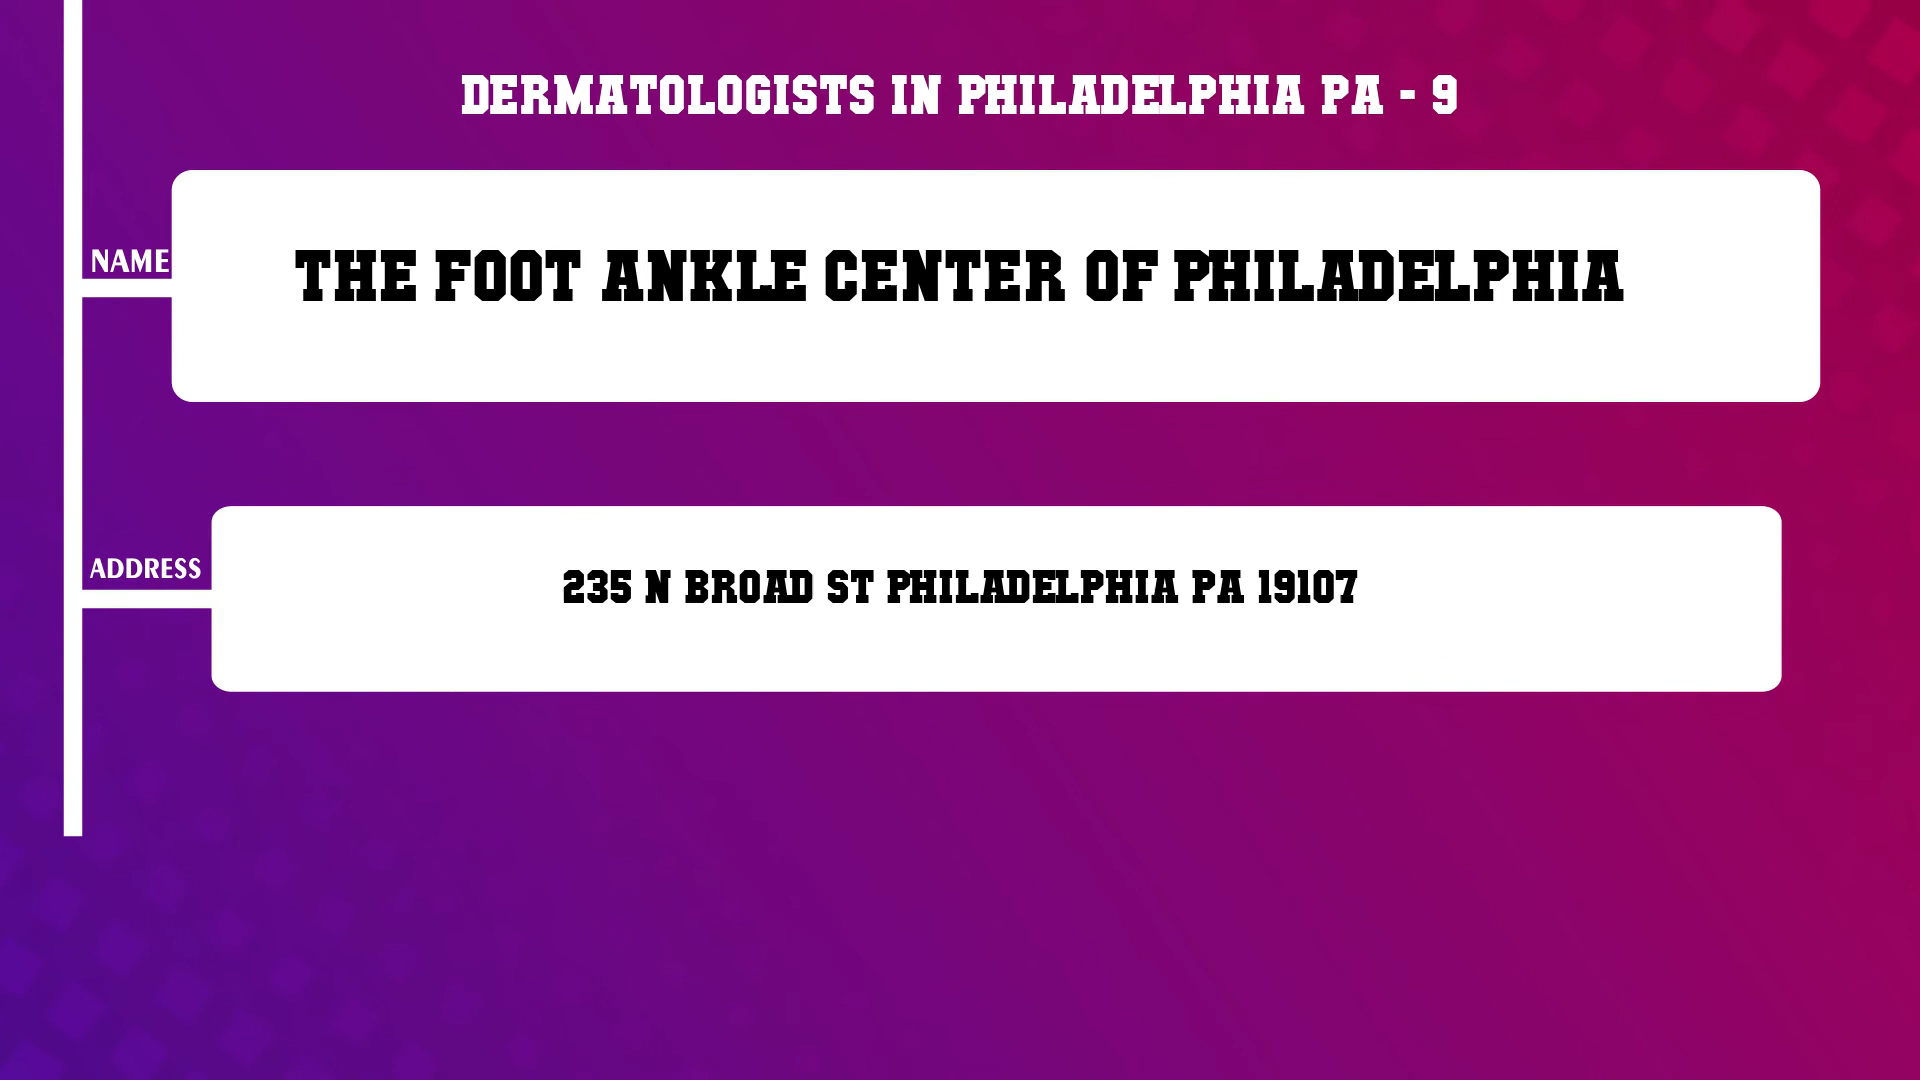 DERMATOLOGISTS IN PHILADELPHIA PA - 9
NAME
THE FOOT ANKLE CENTER OF PHILADELPHIA
ADDRESS
235 N BROAD ST PHILADELPHIA PA 19107